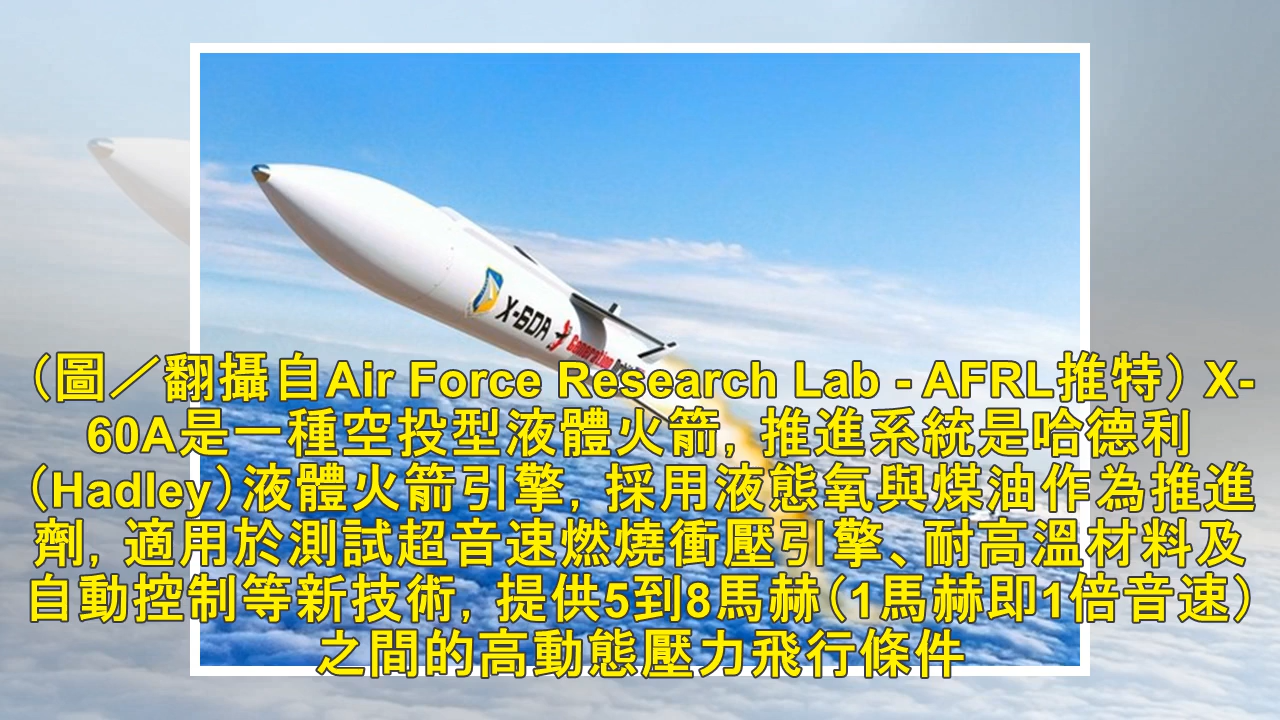 X-60A
Generation
（圖／翻攝自Air Force Research Lab - AFRL推特）X-
60A是一種空投型液體火箭，推進系統是哈德利
（Hadley）液體火箭引擎，採用液態氧與煤油作為推進
劑，適用於測試超音速燃燒衝壓引擎、耐高溫材料及
自動控制等新技術，提供5到8馬赫（1馬赫即1倍音速）
之間的高動態壓力飛行條件